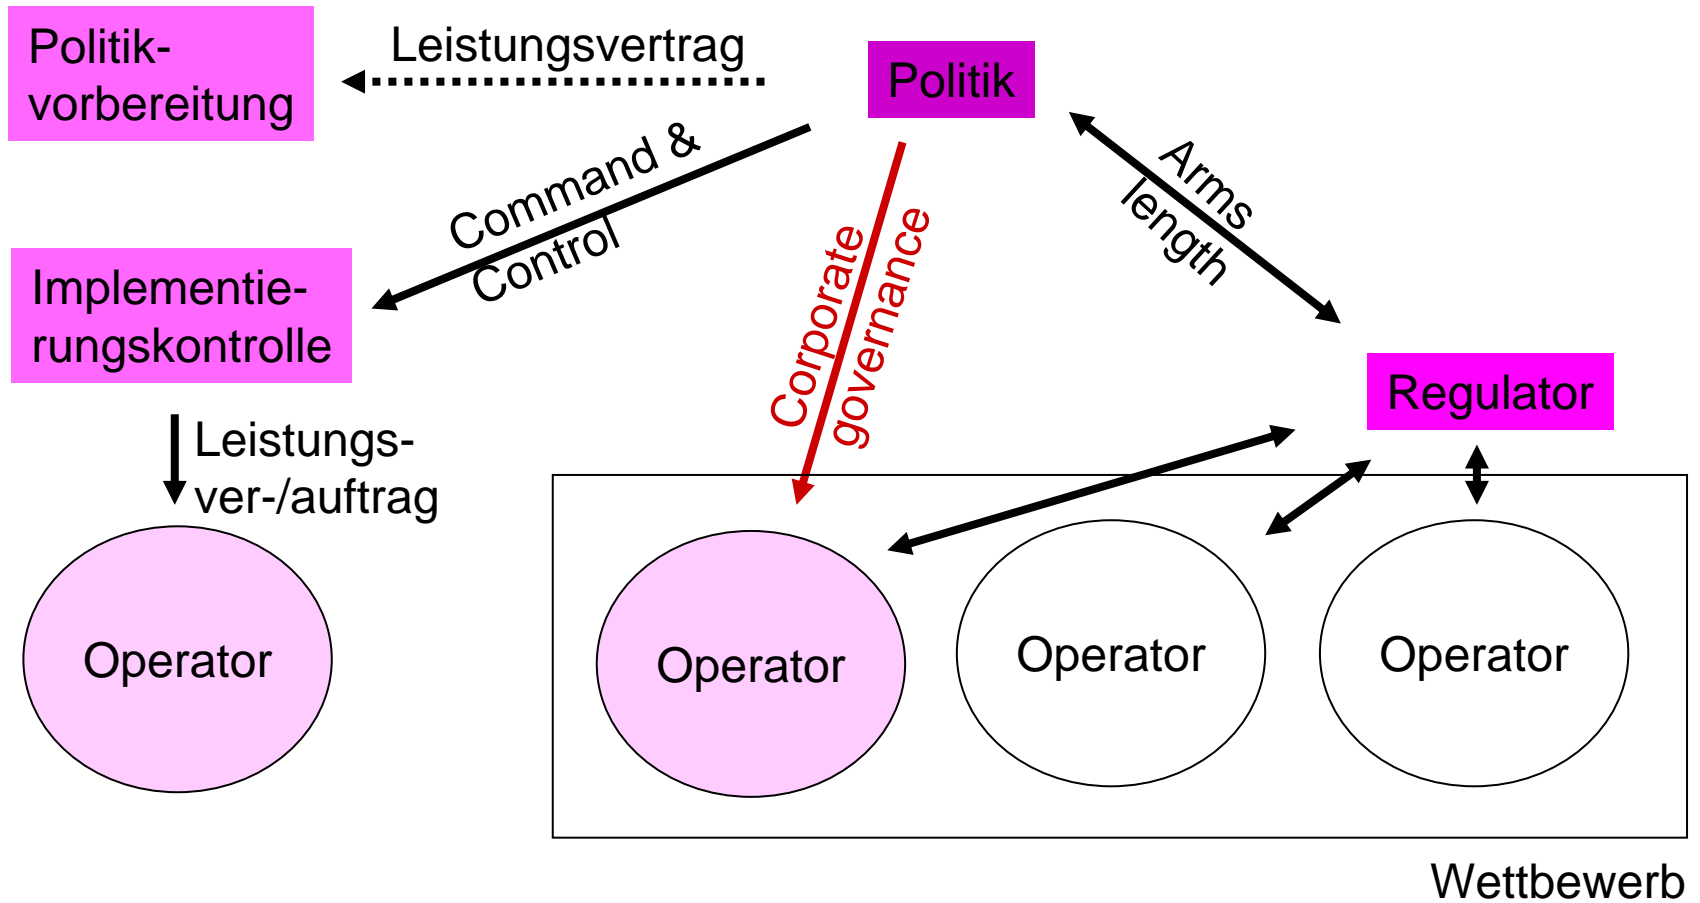 Politik-
vorbereitung
Leistungsvertrag
Politik
Command &
Control
Corporate
governance
Arms
length
Implementie-
rungskontrolle
Regulator
Leistungs-
ver-/auftrag
Operator
Operator
Operator
Operator
Wettbewerb